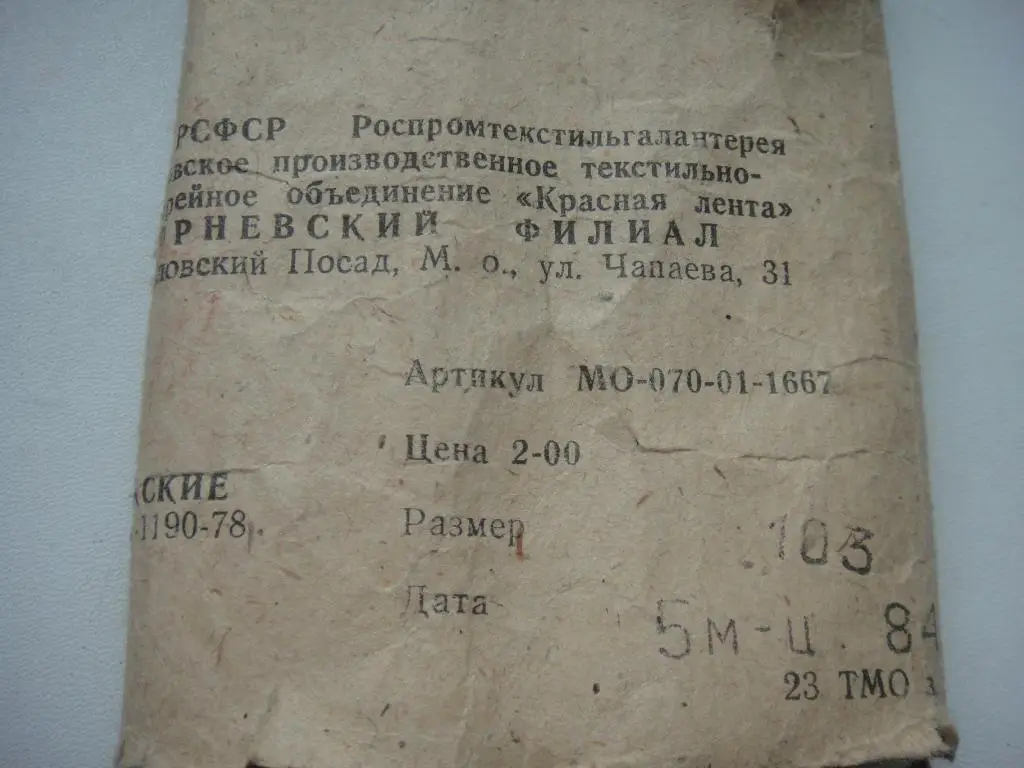 РСФСР Роспромтекстильгалантерея
вское производственное текстильно-
рейное объединение «Красная лента»
РНЕВСКИЙ ФИЛИАЛ
ловский Посад, М. о., ул. Чапаева, 31
Артикул МО-070-01-1667
Цена 2-00
СКИЕ
1190-78.
Размер 103
Дата 5 м-ц. 84
23 ТМО